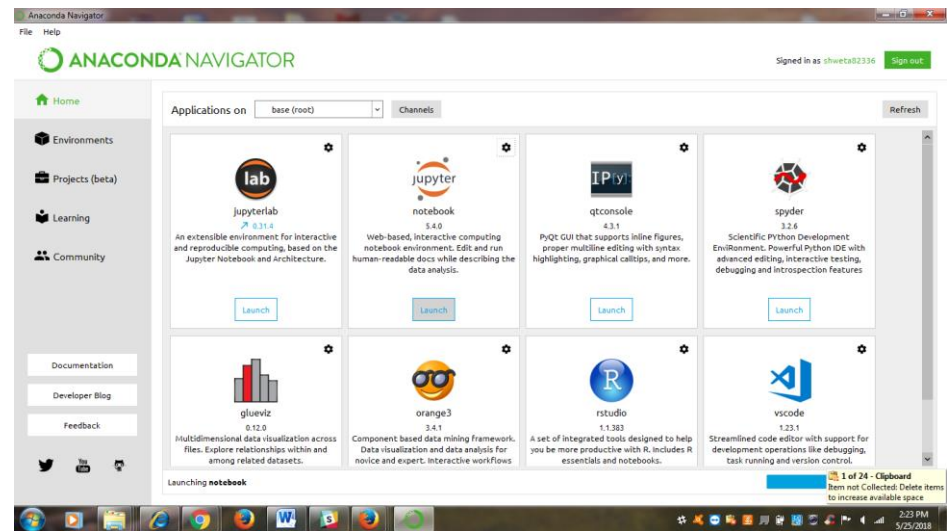 Anaconda Navigator
File Help
ANACONDA NAVIGATOR
Signed in as shweta82336
Sign out
Home
Environments
Projects (beta)
Learning
Community
Documentation
Developer Blog
Feedback
Applications on base (root) Channels Refresh
lab
jupyterlab
0.31.4
An extensible environment for interactive
and reproducible computing, based on the
Jupyter Notebook and Architecture.
Launch
jupyter
notebook
5.4.0
Web-based, interactive computing
notebook environment. Edit and run
human-readable docs while describing the
data analysis.
Launch
IP[y]:
qtconsole
4.3.1
PyQt GUI that supports inline figures,
proper multiline editing with syntax
highlighting, graphical calltips, and more.
Launch
spyder
3.2.6
Scientific PYthon Development
EnviRonment. Powerful Python IDE with
advanced editing, interactive testing,
debugging and introspection features
Launch
glueviz
0.12.0
Multidimensional data visualization across
files. Explore relationships within and
among related datasets.
orange3
3.4.1
Component based data mining framework.
Data visualization and data analysis for
novice and expert. Interactive workflows
R
rstudio
1.1.383
A set of integrated tools designed to help
you be more productive with R. Includes R
essentials and notebooks.
vscode
1.23.1
Streamlined code editor with support for
development operations like debugging,
task running and version control.
You
Tube
Launching notebook
1 of 24 - Clipboard
Item not Collected: Delete items
to increase available space
2:23 PM
5/25/2018